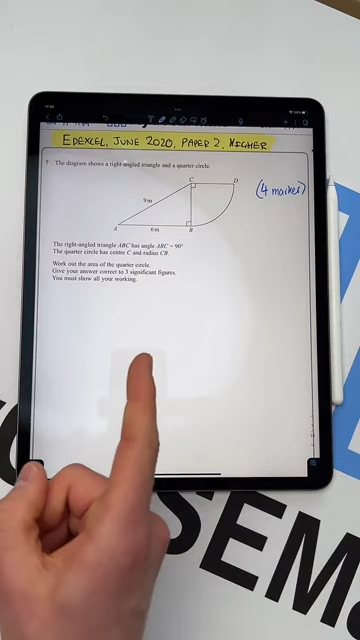 EDEXCEL, JUNE 2020, PAPER 2, HIGHER
7 The diagram shows a right-angled triangle and a quarter circle.
C D
9 m
(4 marks)
A 6 m B
The right-angled triangle ABC has angle ABC = 90°
The quarter circle has centre C and radius CB.
Work out the area of the quarter circle.
Give your answer correct to 3 significant figures.
You must show all your working.
SEM